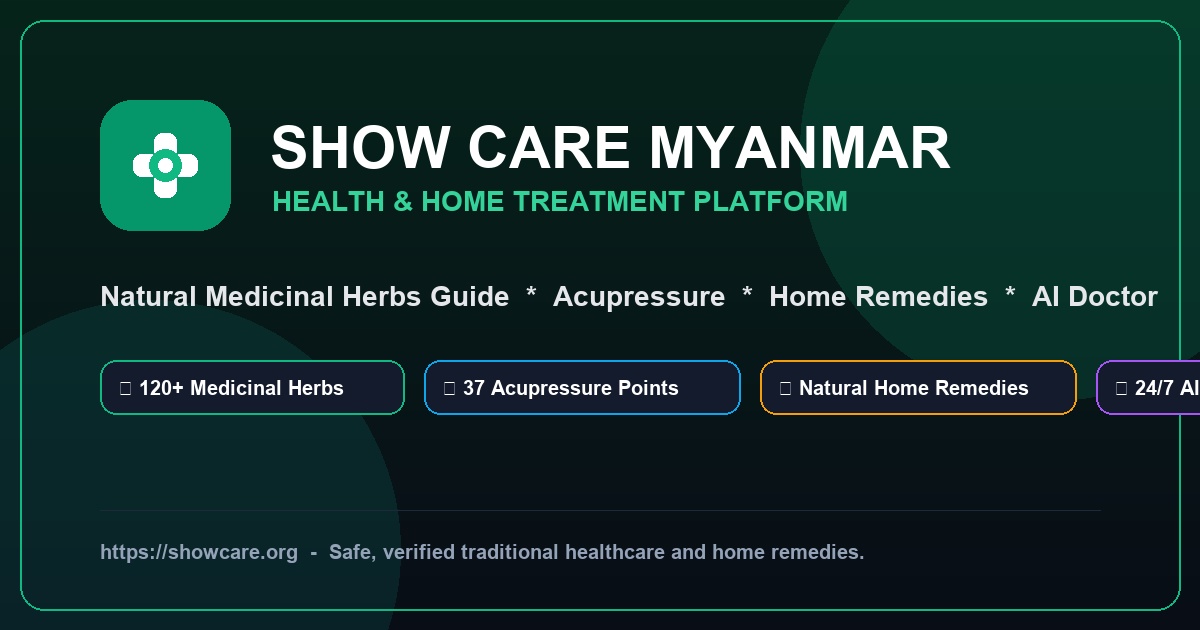 SHOW CARE MYANMAR
HEALTH & HOME TREATMENT PLATFORM
Natural Medicinal Herbs Guide * Acupressure * Home Remedies * AI Doctor
120+ Medicinal Herbs
37 Acupressure Points
Natural Home Remedies
24/7 AI
https://showcare.org - Safe, verified traditional healthcare and home remedies.